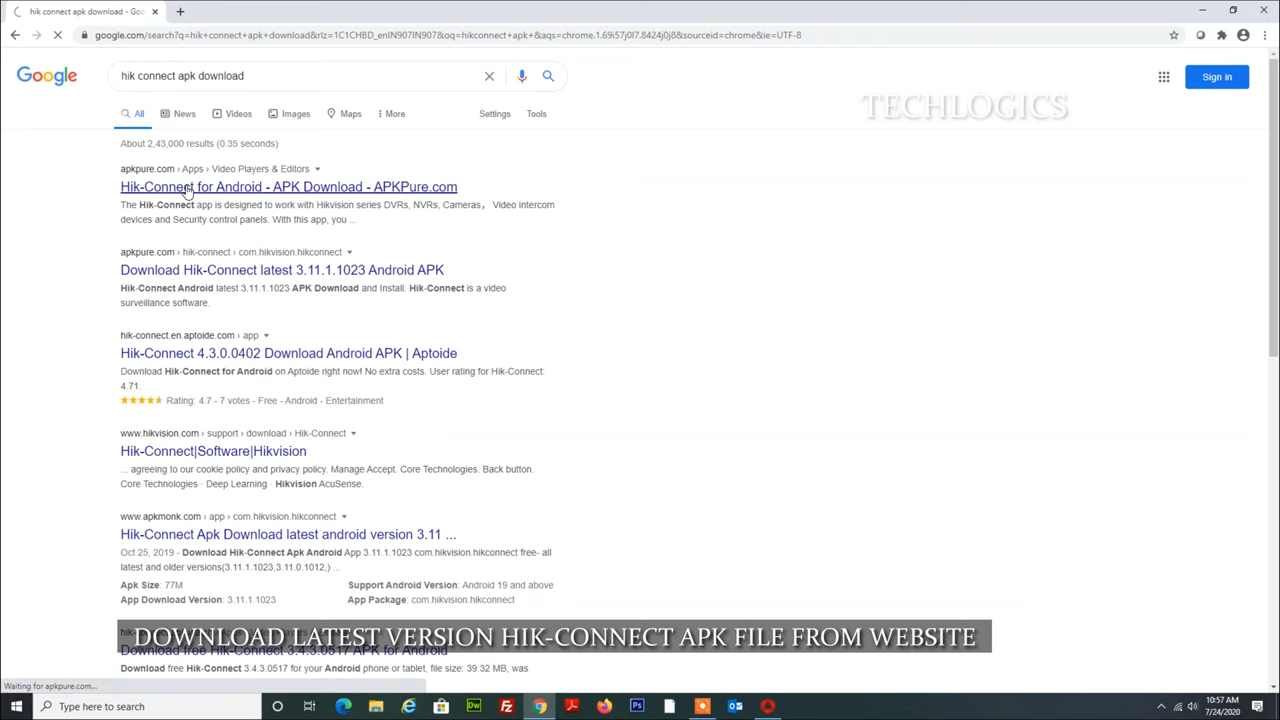 hik connect apk download - Goo
google.com/search?q=hik+connect+apk+download&rlz=1C1CHBD_enIN907IN907&oq=hikconnect+apk+&aqs=chrome.1.69i57j0l7.8424j0j8&sourceid=chrome&ie=UTF-8
Google
hik connect apk download
Sign in
All News Videos Images Maps More Settings Tools
TECHLOGICS
About 2,43,000 results (0.35 seconds)
apkpure.com › Apps › Video Players & Editors
Hik-Connect for Android - APK Download - APKPure.com
The Hik-Connect app is designed to work with Hikvision series DVRs, NVRs, Cameras， Video intercom
devices and Security control panels. With this app, you ...
apkpure.com › hik-connect › com.hikvision.hikconnect
Download Hik-Connect latest 3.11.1.1023 Android APK
Hik-Connect Android latest 3.11.1.1023 APK Download and Install. Hik-Connect is a video
surveillance software.
hik-connect.en.aptoide.com › app
Hik-Connect 4.3.0.0402 Download Android APK | Aptoide
Download Hik-Connect for Android on Aptoide right now! No extra costs. User rating for Hik-Connect:
4.71.
Rating: 4.7 - 7 votes - Free - Android - Entertainment
www.hikvision.com › support › download › Hik-Connect
Hik-Connect|Software|Hikvision
... agreeing to our cookie policy and privacy policy. Manage Accept. Core Technologies. Back button.
Core Technologies · Deep Learning · Hikvision AcuSense.
www.apkmonk.com › app › com.hikvision.hikconnect
Hik-Connect Apk Download latest android version 3.11 ...
Oct 25, 2019 - Download Hik-Connect Apk Android App 3.11.1.1023 com.hikvision.hikconnect free- all
latest and older versions(3.11.1.1023,3.11.0.1012,) ...
Apk Size: 77M Support Android Version: Android 19 and above
App Download Version: 3.11.1.1023 App Package: com.hikvision.hikconnect
DOWNLOAD LATEST VERSION HIK-CONNECT APK FILE FROM WEBSITE
Download free Hik-Connect 3.4.3.0517 APK for Android
Download free Hik-Connect 3.4.3.0517 for your Android phone or tablet, file size: 39.32 MB, was
Waiting for apkpure.com...
Type here to search
10:57 AM
7/24/2020